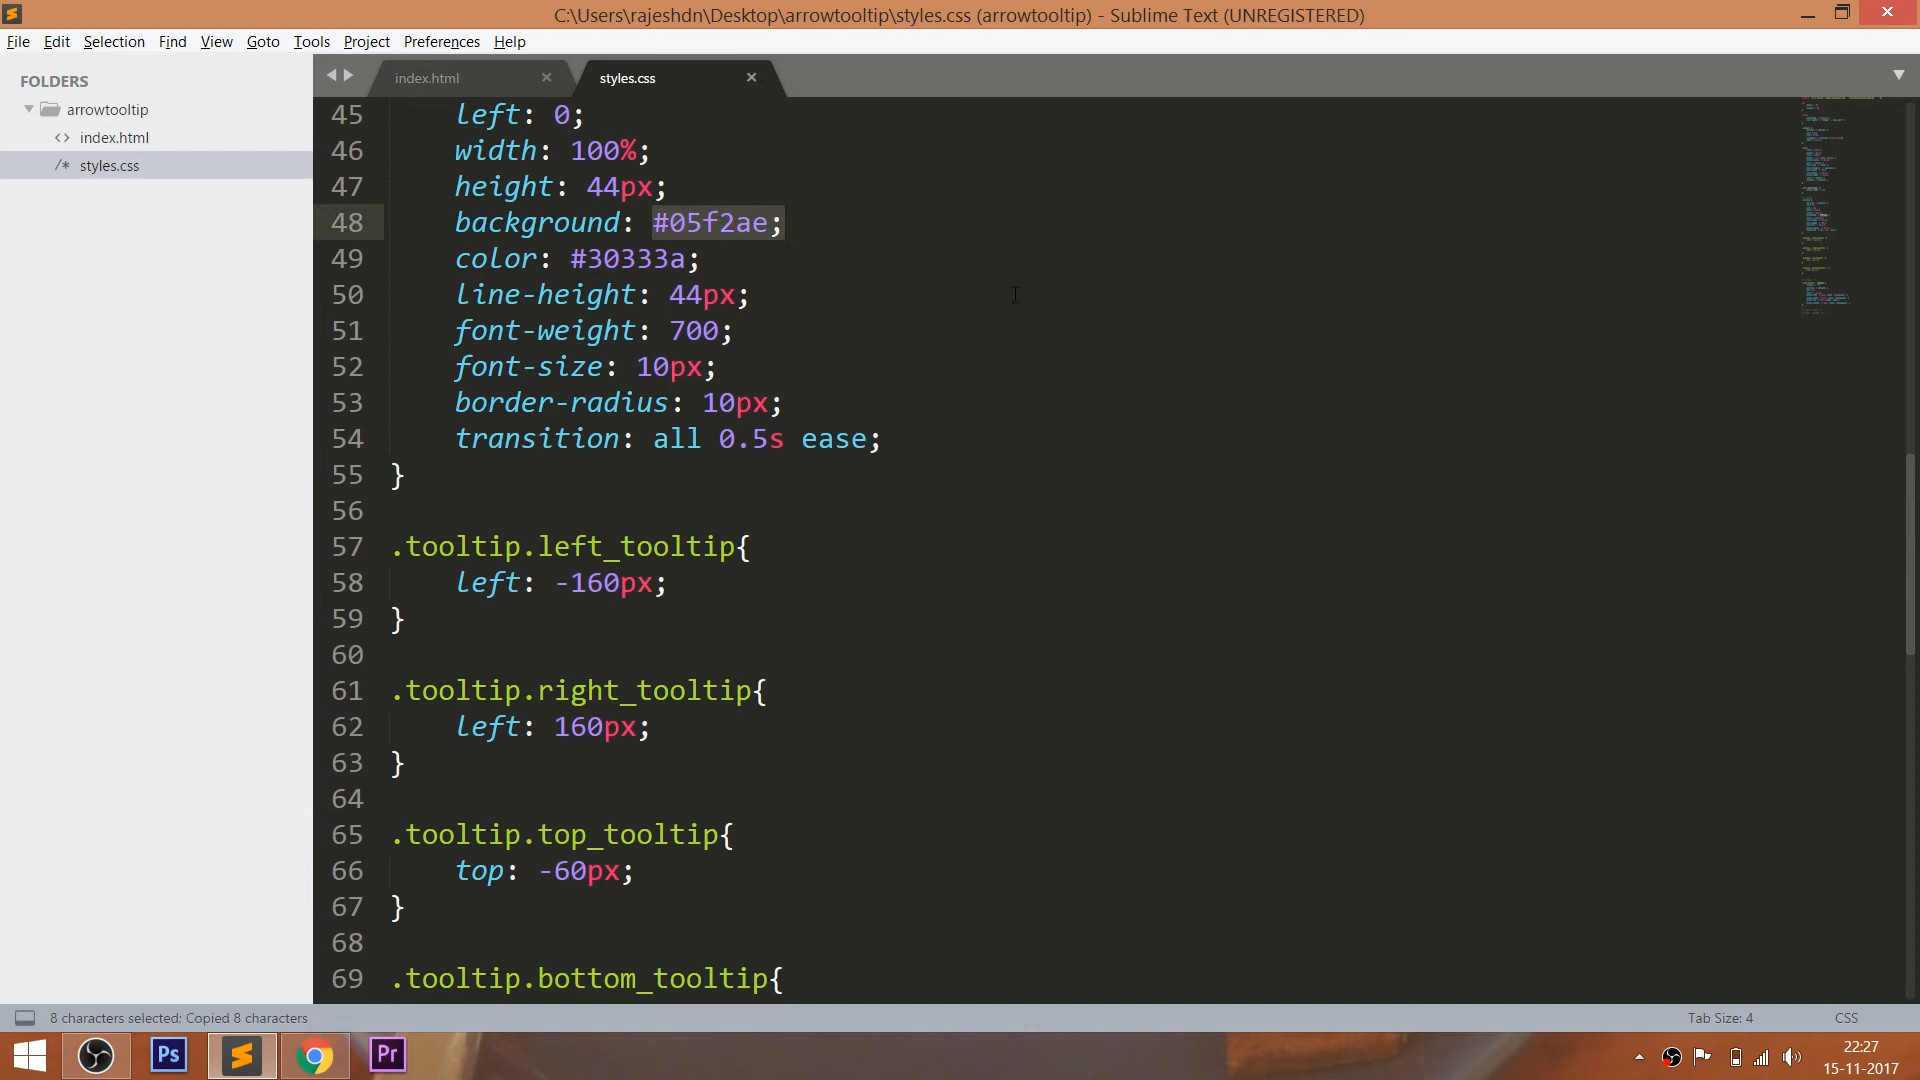 C:\Users\rajeshdn\Desktop\arrowtooltip\styles.css (arrowtooltip) - Sublime Text (UNREGISTERED)
File Edit Selection Find View Goto Tools Project Preferences Help
FOLDERS
arrowtooltip
<> index.html
/* styles.css
index.html × styles.css ×
45 left: 0;
46 width: 100%;
47 height: 44px;
48 background: #05f2ae;
49 color: #30333a;
50 line-height: 44px;
51 font-weight: 700;
52 font-size: 10px;
53 border-radius: 10px;
54 transition: all 0.5s ease;
55 }
56
57 .tooltip.left_tooltip{
58 left: -160px;
59 }
60
61 .tooltip.right_tooltip{
62 left: 160px;
63 }
64
65 .tooltip.top_tooltip{
66 top: -60px;
67 }
68
69 .tooltip.bottom_tooltip{
8 characters selected; Copied 8 characters
Tab Size: 4 CSS
Ps Pr
22:27
15-11-2017